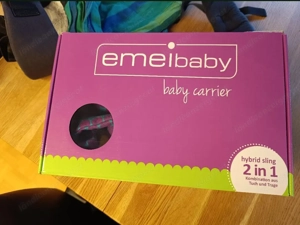 emeibaby
baby carrier
hybrid sling
2 in 1
Kombination aus
Tuch und Trage